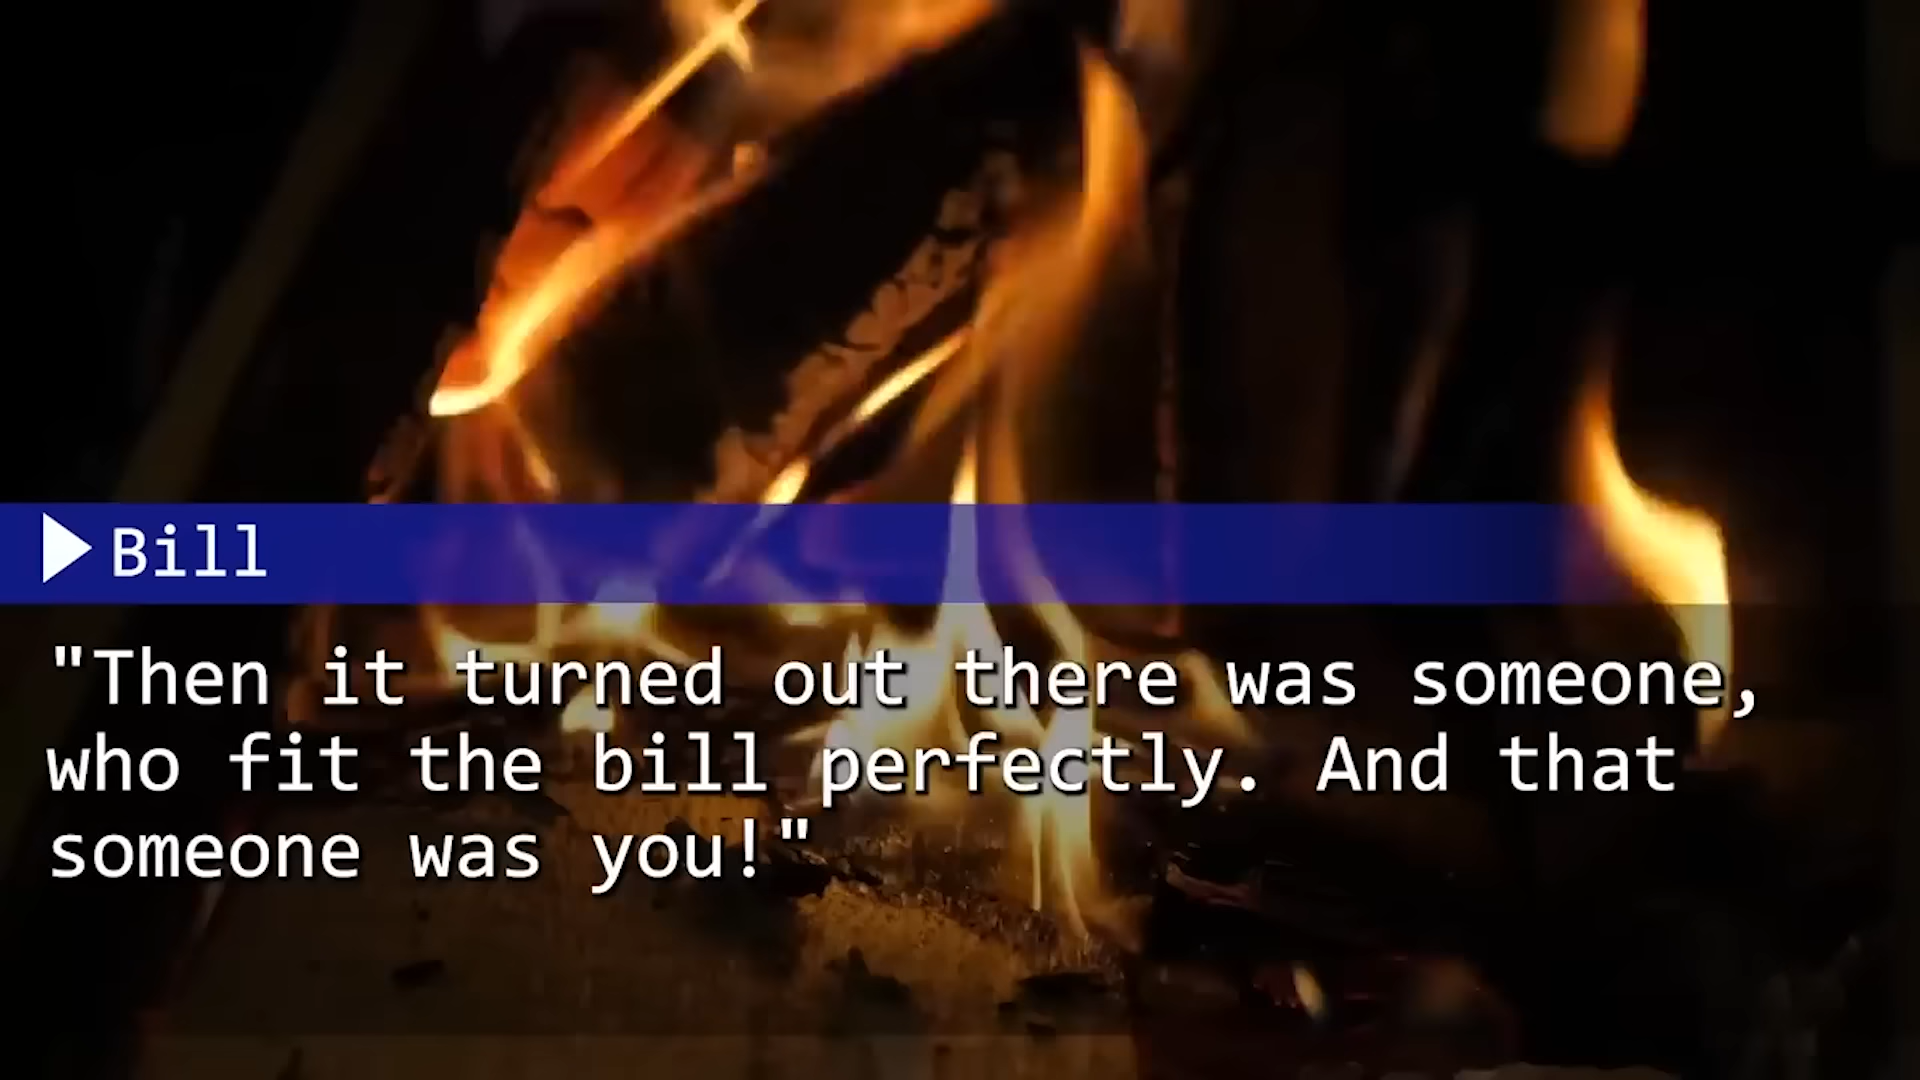 Bill
"Then it turned out there was someone,
who fit the bill perfectly. And that
someone was you!"